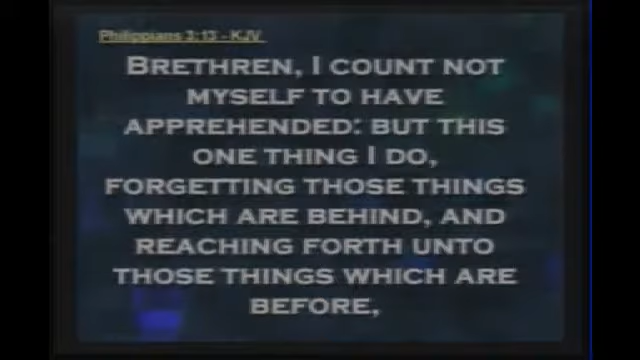 Philippians 3:13 - KJV
BRETHREN, I COUNT NOT
MYSELF TO HAVE
APPREHENDED: BUT THIS
ONE THING I DO,
FORGETTING THOSE THINGS
WHICH ARE BEHIND, AND
REACHING FORTH UNTO
THOSE THINGS WHICH ARE
BEFORE,